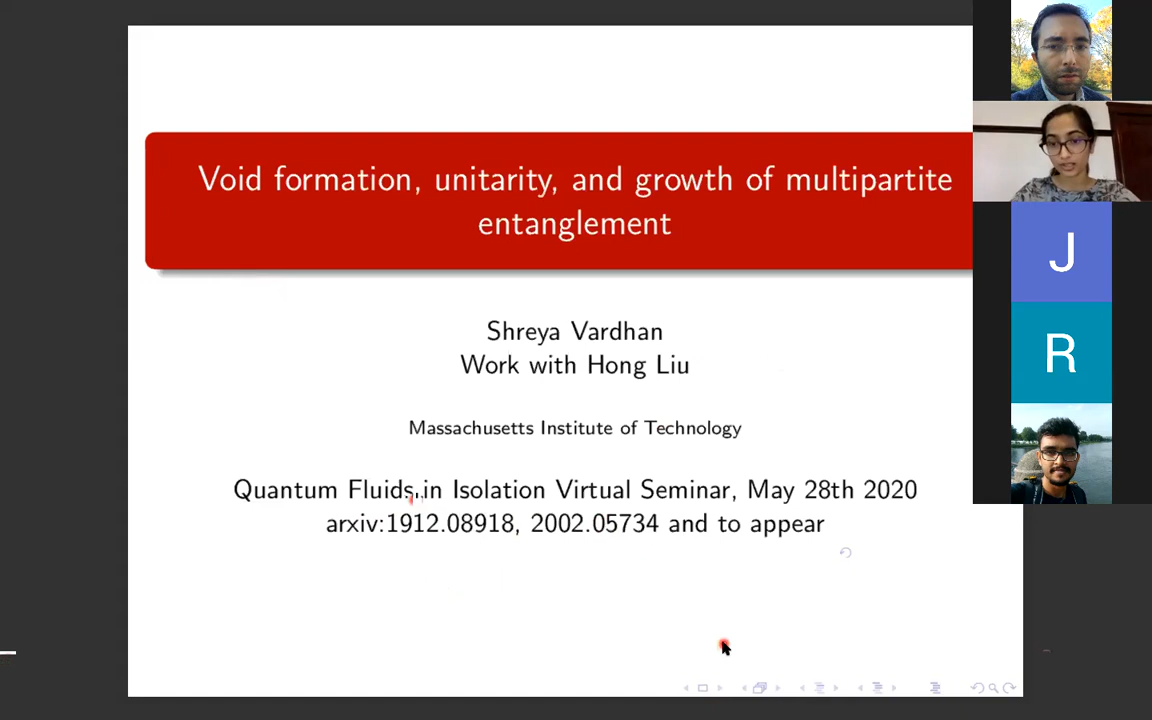 Void formation, unitarity, and growth of multipartite
entanglement
Shreya Vardhan
Work with Hong Liu
Massachusetts Institute of Technology
Quantum Fluids in Isolation Virtual Seminar, May 28th 2020
arxiv:1912.08918, 2002.05734 and to appear
J
R